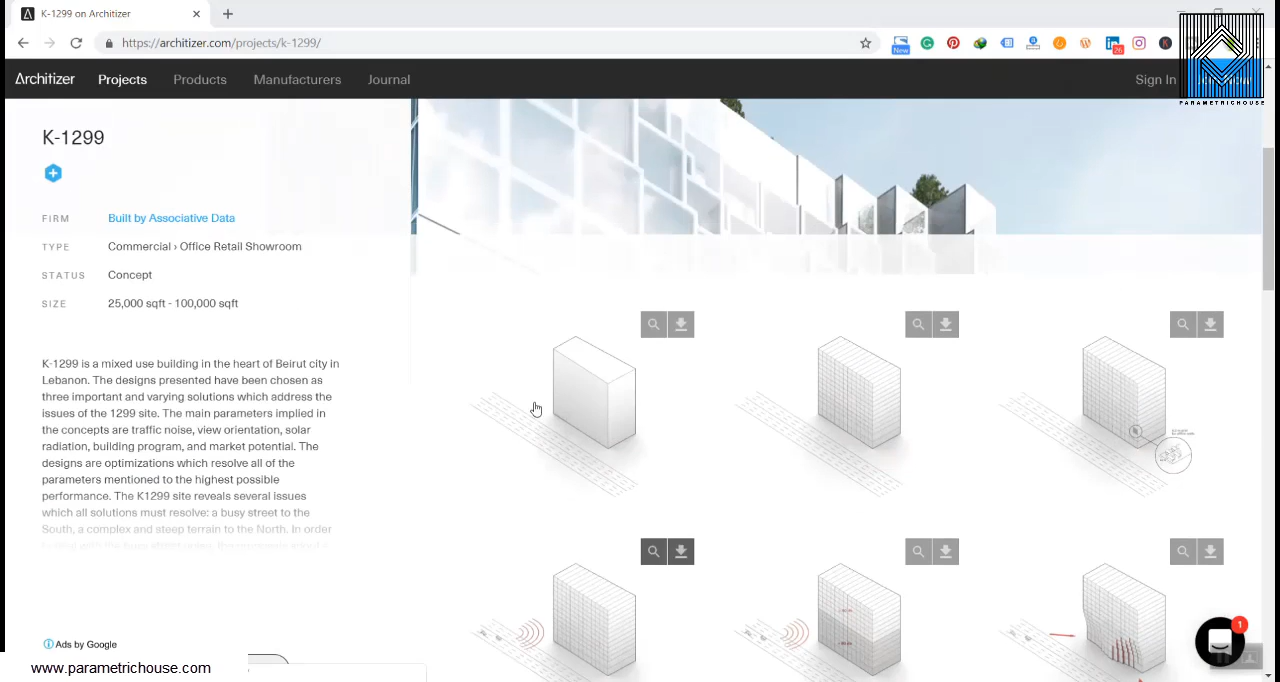 K-1299 on Architizer
https://architizer.com/projects/k-1299/
New
26
PARAMETRICHOUSE
Architizer
Projects
Products
Manufacturers
Journal
Sign In
K-1299
FIRM
Built by Associative Data
TYPE
Commercial › Office Retail Showroom
STATUS
Concept
SIZE
25,000 sqft - 100,000 sqft
K-1299 is a mixed use building in the heart of Beirut city in
Lebanon. The designs presented have been chosen as
three important and varying solutions which address the
issues of the 1299 site. The main parameters implied in
the concepts are traffic noise, view orientation, solar
radiation, building program, and market potential. The
designs are optimizations which resolve all of the
parameters mentioned to the highest possible
performance. The K1299 site reveals several issues
which all solutions must resolve: a busy street to the
South, a complex and steep terrain to the North. In order
Ads by Google
1
www.parametrichouse.com